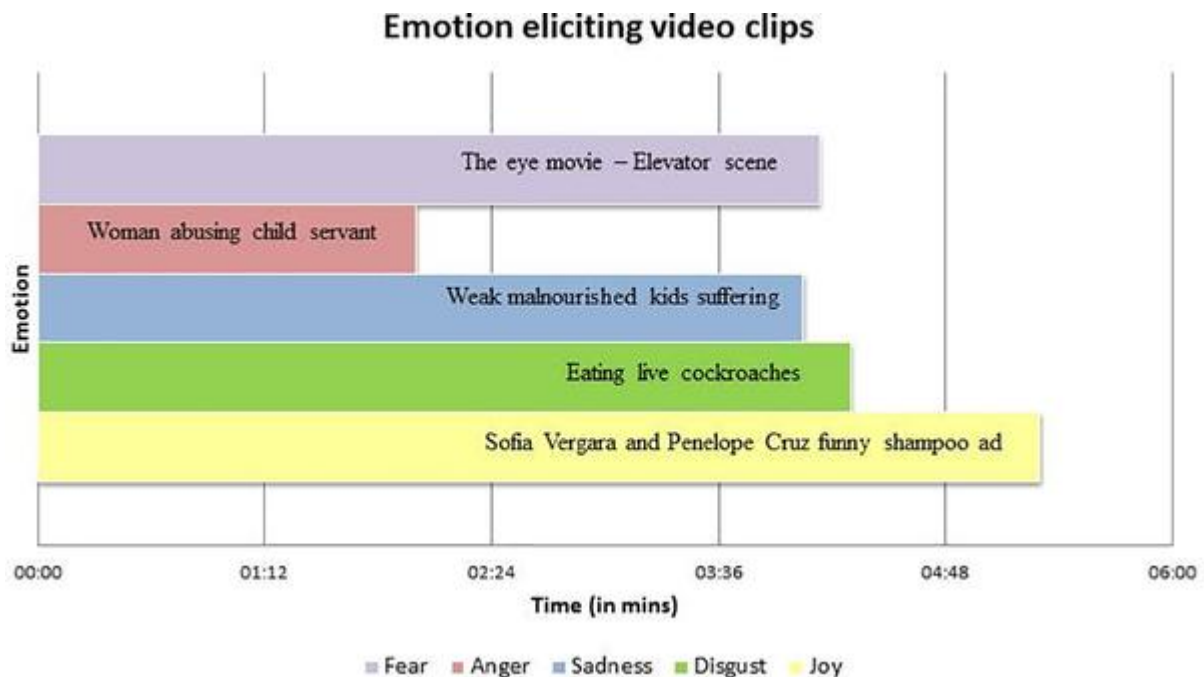 Emotion eliciting video clips
The eye movie – Elevator scene
Woman abusing child servant
Weak malnourished kids suffering
Eating live cockroaches
Sofia Vergara and Penelope Cruz funny shampoo ad
Emotion
00:00 01:12 02:24 03:36 04:48 06:00
Time (in mins)
Fear Anger Sadness Disgust Joy